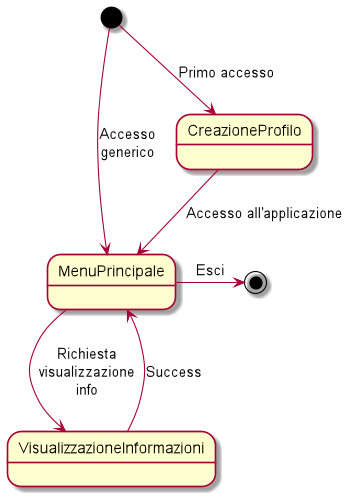 Primo accesso
CreazioneProfilo
Accesso
generico
Accesso all'applicazione
MenuPrincipale
Esci
Richiesta
visualizzazione
info
Success
VisualizzazioneInformazioni